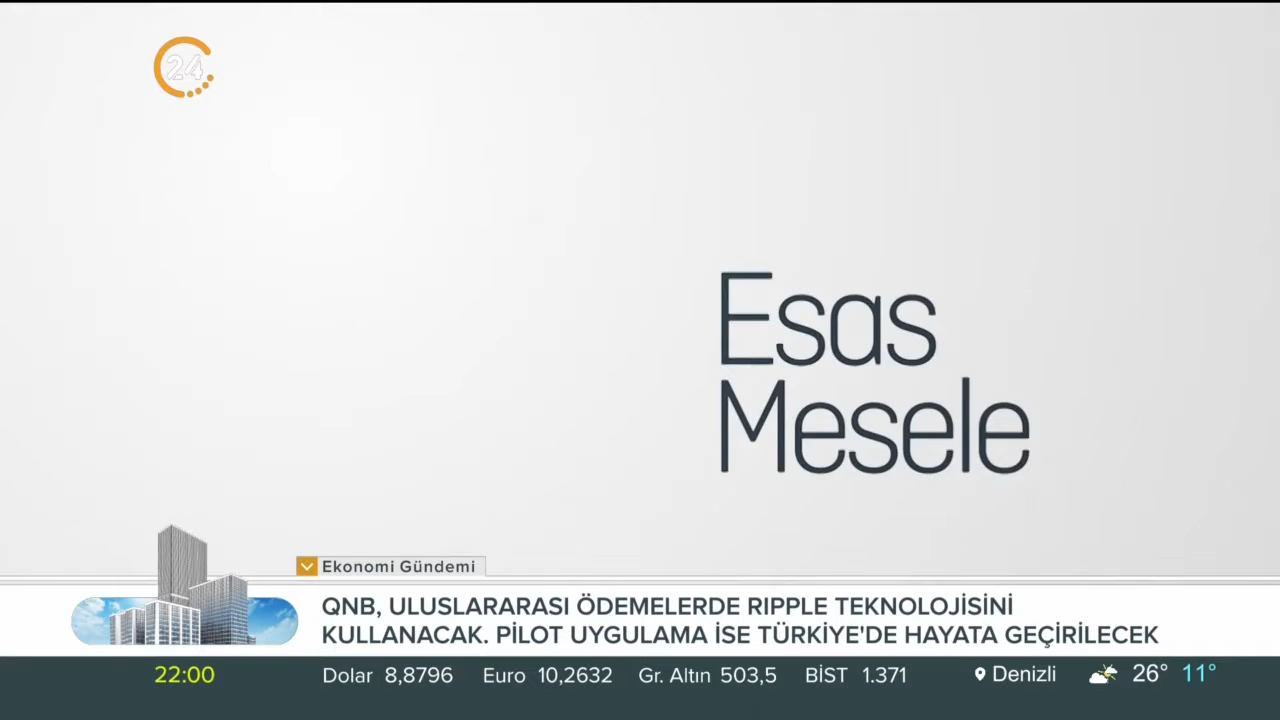 24
Esas
Mesele
Ekonomi Gündemi
QNB, ULUSLARARASI ÖDEMELERDE RIPPLE TEKNOLOJİSİNİ
KULLANACAK. PİLOT UYGULAMA İSE TÜRKİYE'DE HAYATA GEÇİRİLECEK
22:00 Dolar 8,8796 Euro 10,2632 Gr. Altın 503,5 BİST 1.371 Denizli 26° 11°